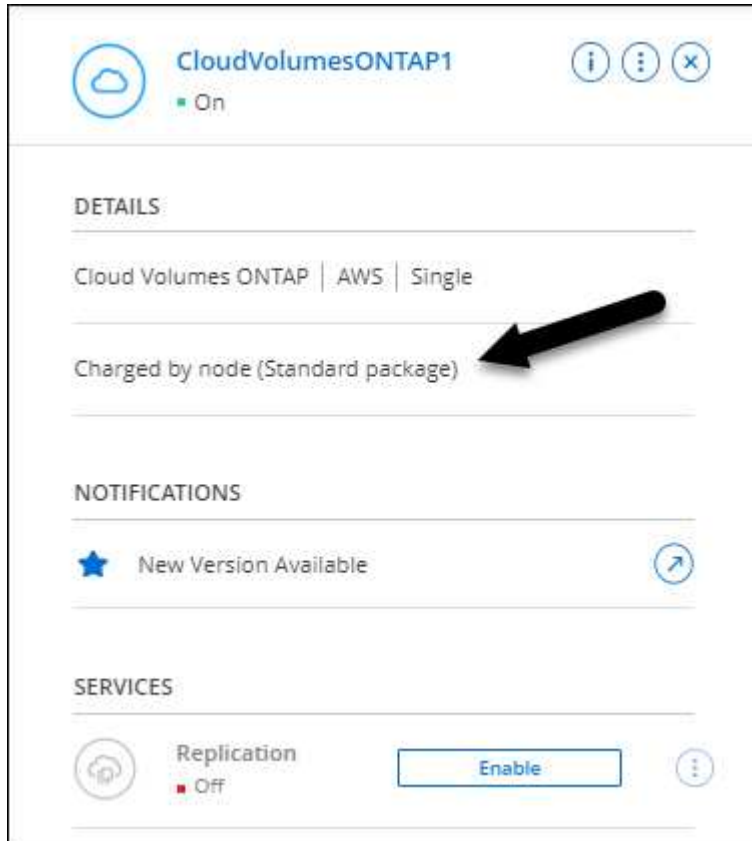 CloudVolumesONTAP1
On
DETAILS
Cloud Volumes ONTAP | AWS | Single
Charged by node (Standard package)
NOTIFICATIONS
New Version Available
SERVICES
Replication
Enable
Off